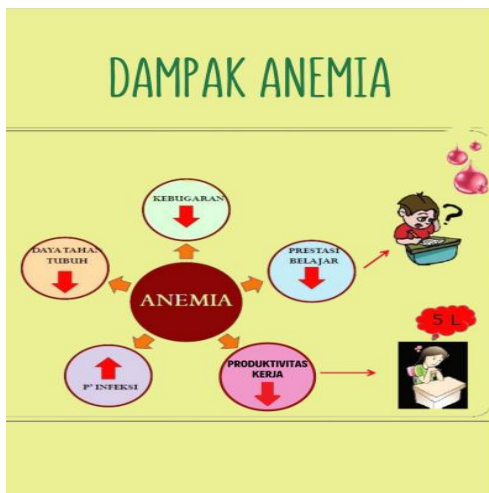 DAMPAK ANEMIA
KEBUGARAN
DAYA TAHAN
TUBUH
PRESTASI
BELAJAR
?
ANEMIA
5 L
P' INFEKSI
PRODUKTIVITAS
KERJA